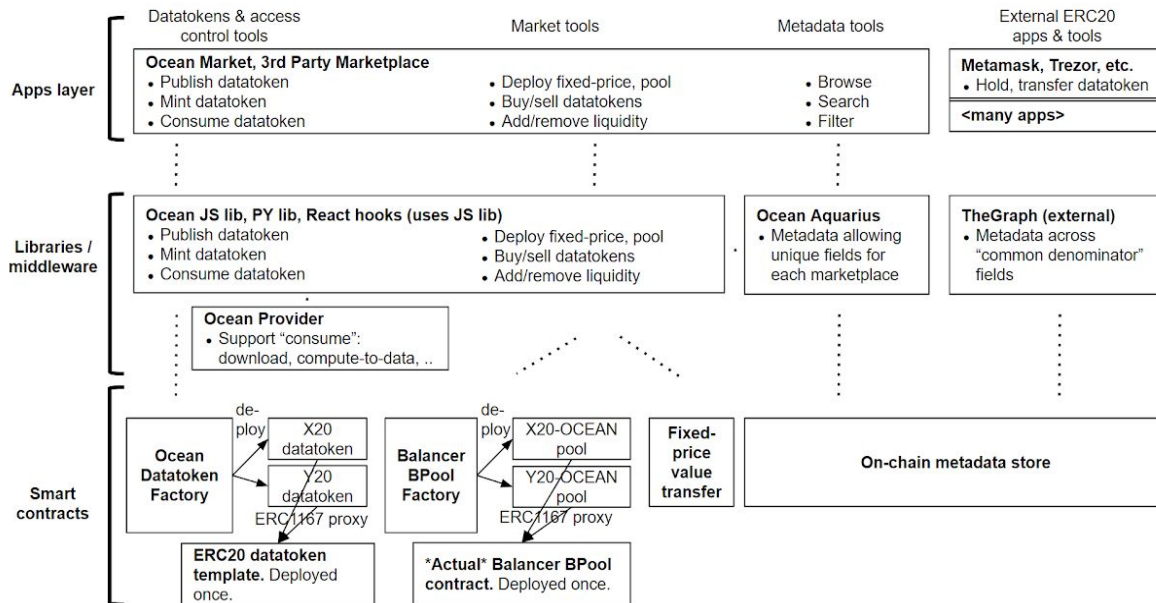 Datatokens &
access
control tools
Market tools
Metadata tools
External ERC20
apps & tools
Apps layer
Ocean Market, 3rd Party Marketplace
• Publish datatoken
• Mint datatoken
• Consume datatoken
• Deploy fixed-price, pool
• Buy/sell datatokens
• Add/remove liquidity
• Browse
• Search
• Filter
Metamask, Trezor, etc.
• Hold, transfer datatoken
<many apps>
Libraries /
middleware
Ocean JS lib, PY lib, React hooks (uses JS lib)
• Publish datatoken
• Mint datatoken
• Consume datatoken
• Deploy fixed-price, pool
• Buy/sell datatokens
• Add/remove liquidity
Ocean Aquarius
• Metadata allowing
unique fields for
each marketplace
TheGraph (external)
• Metadata across
“common denominator”
fields
Ocean Provider
• Support “consume”:
download, compute-to-data, ..
Smart
contracts
Ocean
Datatoken
Factory
de-
ploy
X20
datatoken
Y20
datatoken
ERC1167 proxy
ERC20 datatoken
template. Deployed
once.
Balancer
BPool
Factory
de-
ploy
X20-OCEAN
pool
Y20-OCEAN
pool
ERC1167 proxy
*Actual* Balancer BPool
contract. Deployed once.
Fixed-
price
value
transfer
On-chain metadata store